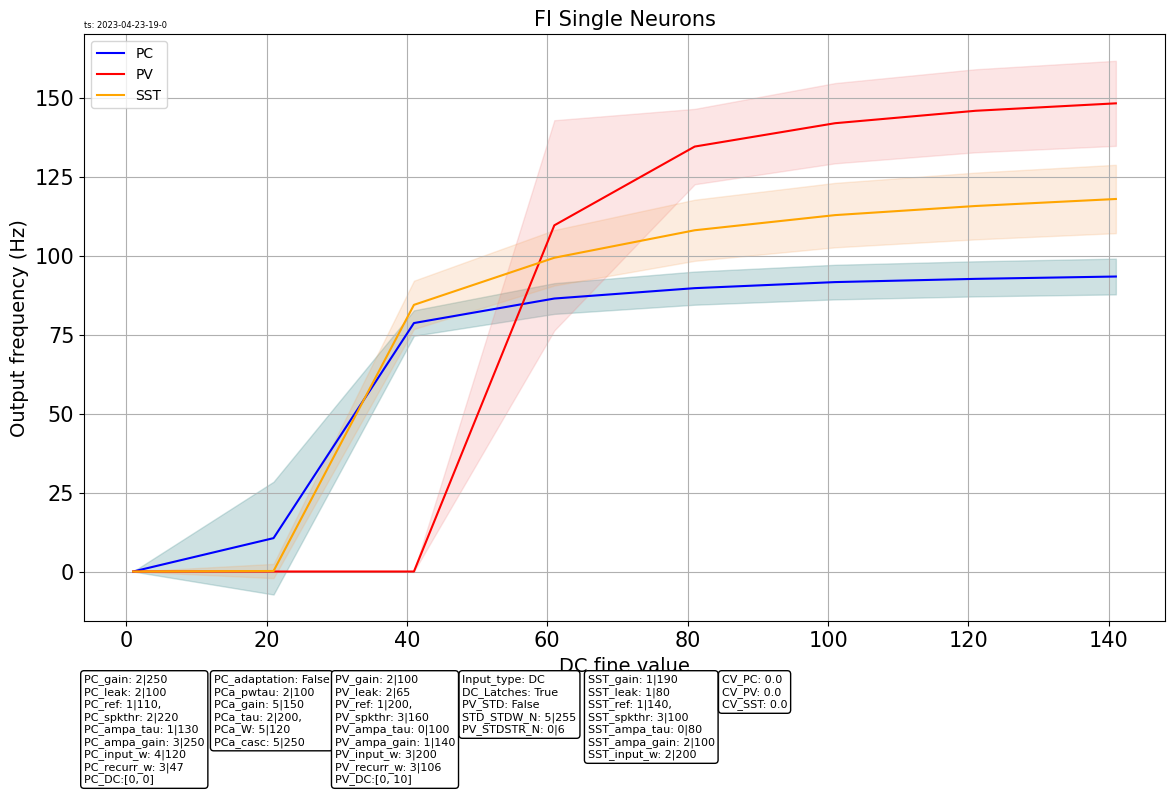 FI Single Neurons
ts: 2023-04-23-19-0
PC
PV
SST
Output frequency (Hz)
150
125
100
75
50
25
0
0 20 40 60 80 100 120 140
DC fine value
PC_gain: 2|250
PC_leak: 2|100
PC_ref: 1|110,
PC_spkthr: 2|220
PC_ampa_tau: 1|130
PC_ampa_gain: 3|250
PC_input_w: 4|120
PC_recurr_w: 3|47
PC_DC:[0, 0]
PC_adaptation: False
PCa_pwtau: 2|100
PCa_gain: 5|150
PCa_tau: 2|200,
PCa_W: 5|120
PCa_casc: 5|250
PV_gain: 2|100
PV_leak: 2|65
PV_ref: 1|200,
PV_spkthr: 3|160
PV_ampa_tau: 0|100
PV_ampa_gain: 1|140
PV_input_w: 3|200
PV_recurr_w: 3|106
PV_DC:[0, 10]
Input_type: DC
DC_Latches: True
PV_STD: False
STD_STDW_N: 5|255
PV_STDSTR_N: 0|6
SST_gain: 1|190
SST_leak: 1|80
SST_ref: 1|140,
SST_spkthr: 3|100
SST_ampa_tau: 0|80
SST_ampa_gain: 2|100
SST_input_w: 2|200
CV_PC: 0.0
CV_PV: 0.0
CV_SST: 0.0